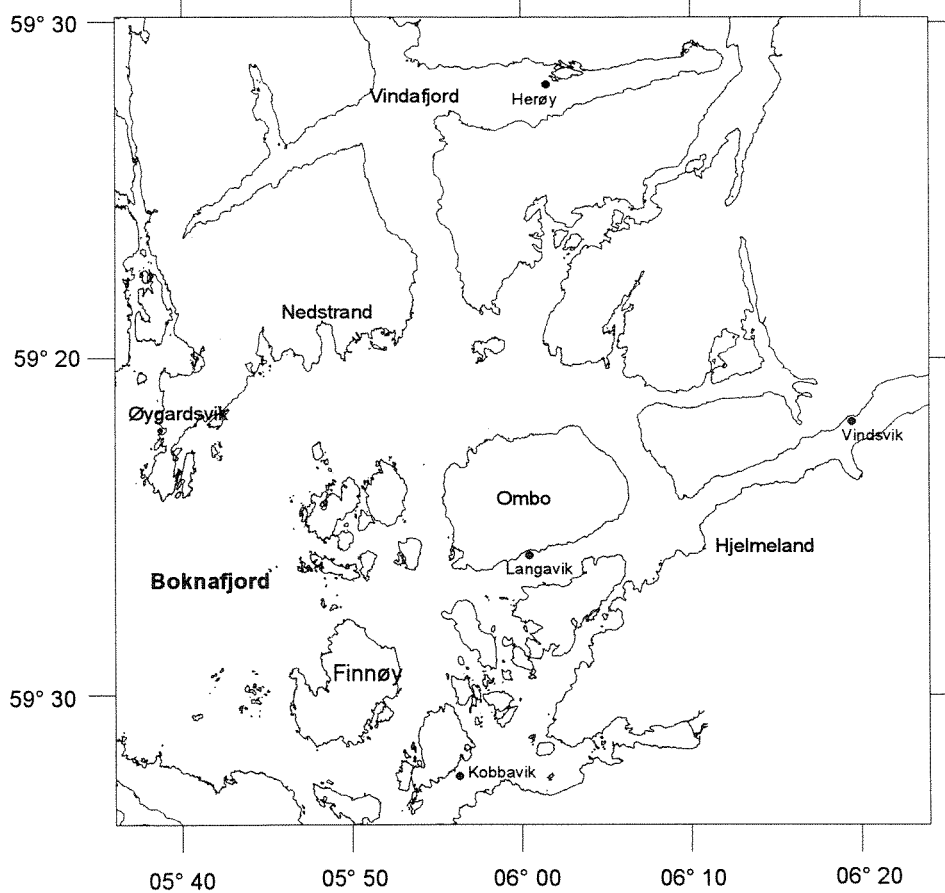 59° 30
Vindafjord
Herøy
Nedstrand
59° 20
Øygardsvik
Vindsvik
Ombo
Hjelmeland
Langavik
Boknafjord
Finnøy
59° 30
Kobbavik
05° 40 05° 50 06° 00 06° 10 06° 20